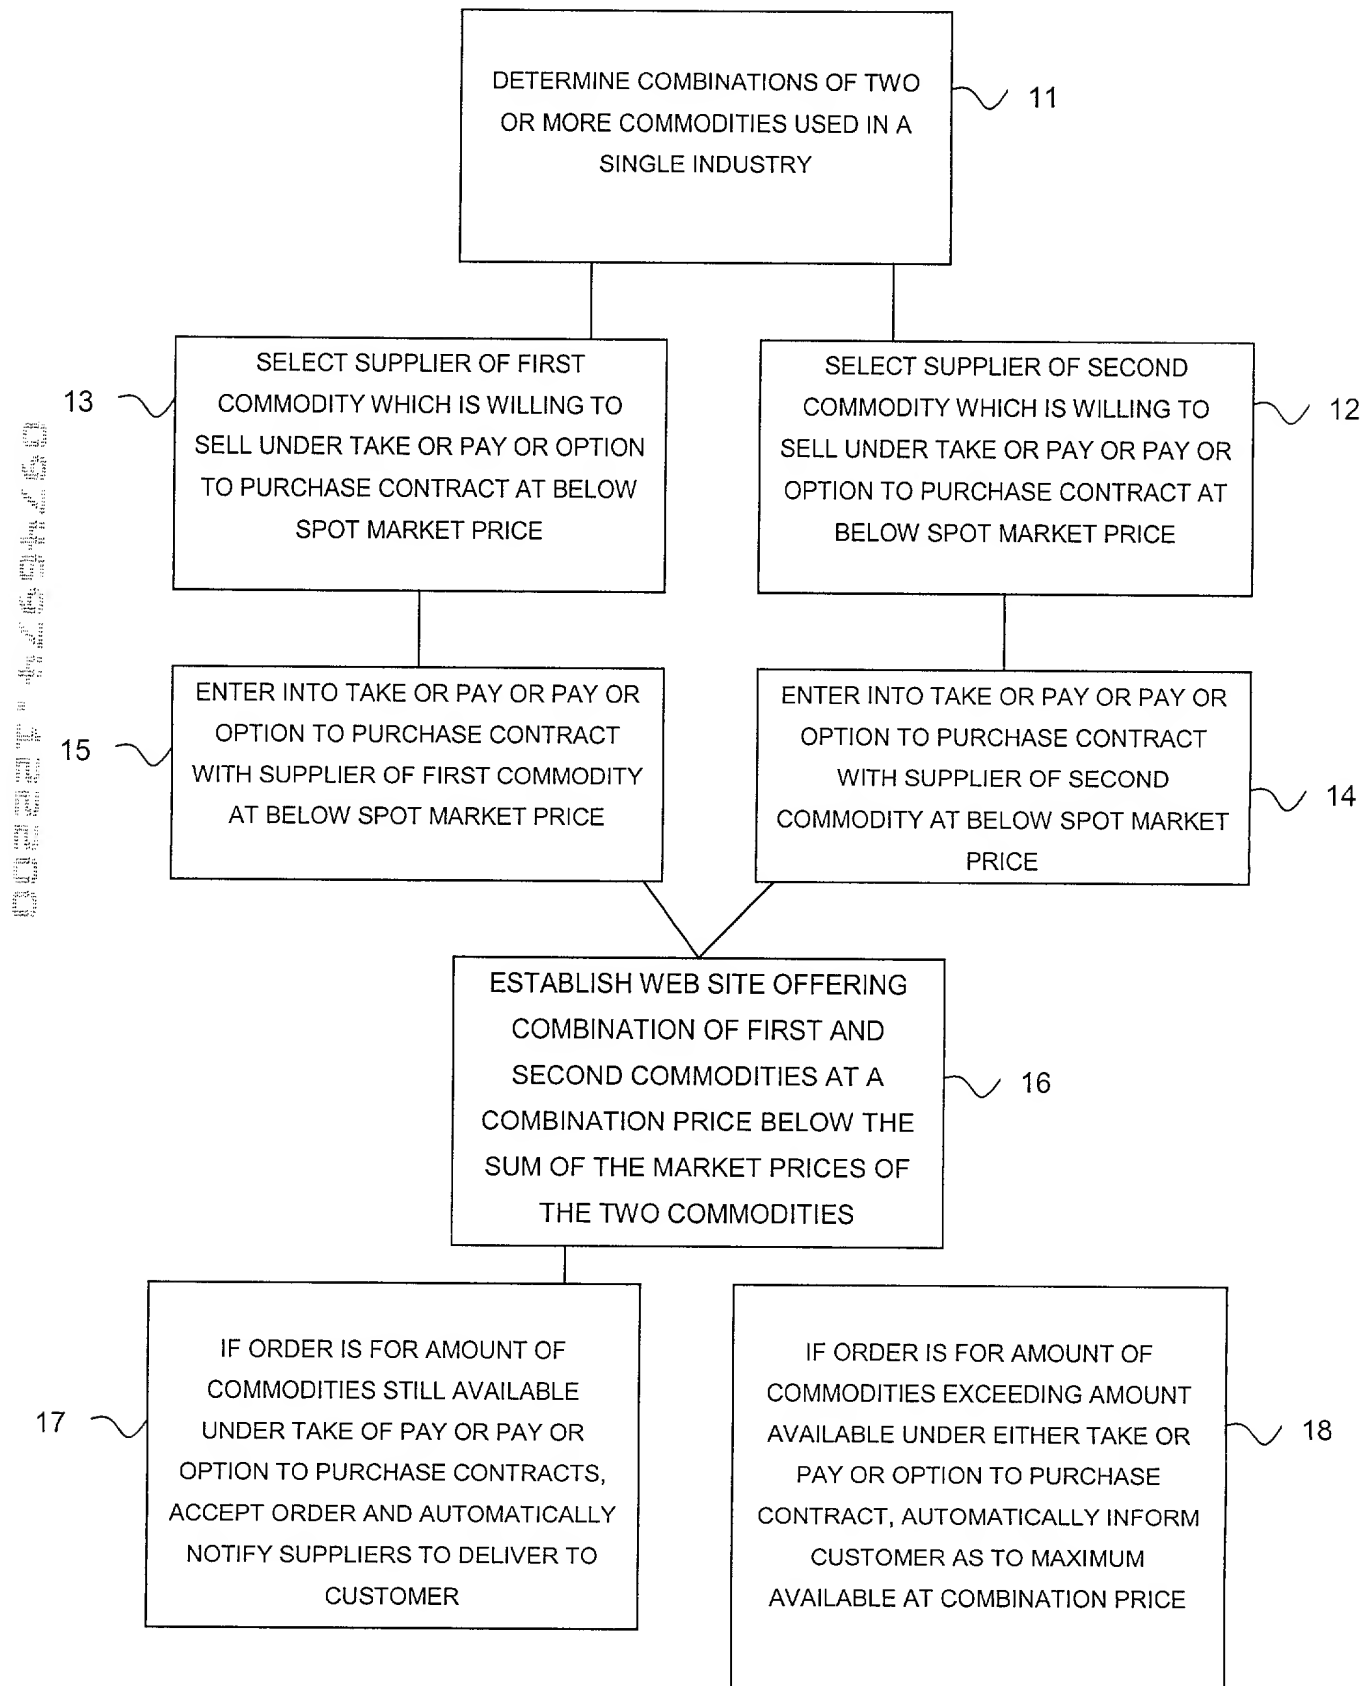 DETERMINE COMBINATIONS OF TWO
OR MORE COMMODITIES USED IN A
SINGLE INDUSTRY
11
SELECT SUPPLIER OF FIRST
COMMODITY WHICH IS WILLING TO
SELL UNDER TAKE OR PAY OR OPTION
TO PURCHASE CONTRACT AT BELOW
SPOT MARKET PRICE
13
SELECT SUPPLIER OF SECOND
COMMODITY WHICH IS WILLING TO
SELL UNDER TAKE OR PAY OR PAY OR
OPTION TO PURCHASE CONTRACT AT
BELOW SPOT MARKET PRICE
12
ENTER INTO TAKE OR PAY OR PAY OR
OPTION TO PURCHASE CONTRACT
WITH SUPPLIER OF FIRST COMMODITY
AT BELOW SPOT MARKET PRICE
15
ENTER INTO TAKE OR PAY OR PAY OR
OPTION TO PURCHASE CONTRACT
WITH SUPPLIER OF SECOND
COMMODITY AT BELOW SPOT MARKET
PRICE
14
ESTABLISH WEB SITE OFFERING
COMBINATION OF FIRST AND
SECOND COMMODITIES AT A
COMBINATION PRICE BELOW THE
SUM OF THE MARKET PRICES OF
THE TWO COMMODITIES
16
IF ORDER IS FOR AMOUNT OF
COMMODITIES STILL AVAILABLE
UNDER TAKE OF PAY OR PAY OR
OPTION TO PURCHASE CONTRACTS,
ACCEPT ORDER AND AUTOMATICALLY
NOTIFY SUPPLIERS TO DELIVER TO
CUSTOMER
17
IF ORDER IS FOR AMOUNT OF
COMMODITIES EXCEEDING AMOUNT
AVAILABLE UNDER EITHER TAKE OR
PAY OR OPTION TO PURCHASE
CONTRACT, AUTOMATICALLY INFORM
CUSTOMER AS TO MAXIMUM
AVAILABLE AT COMBINATION PRICE
18